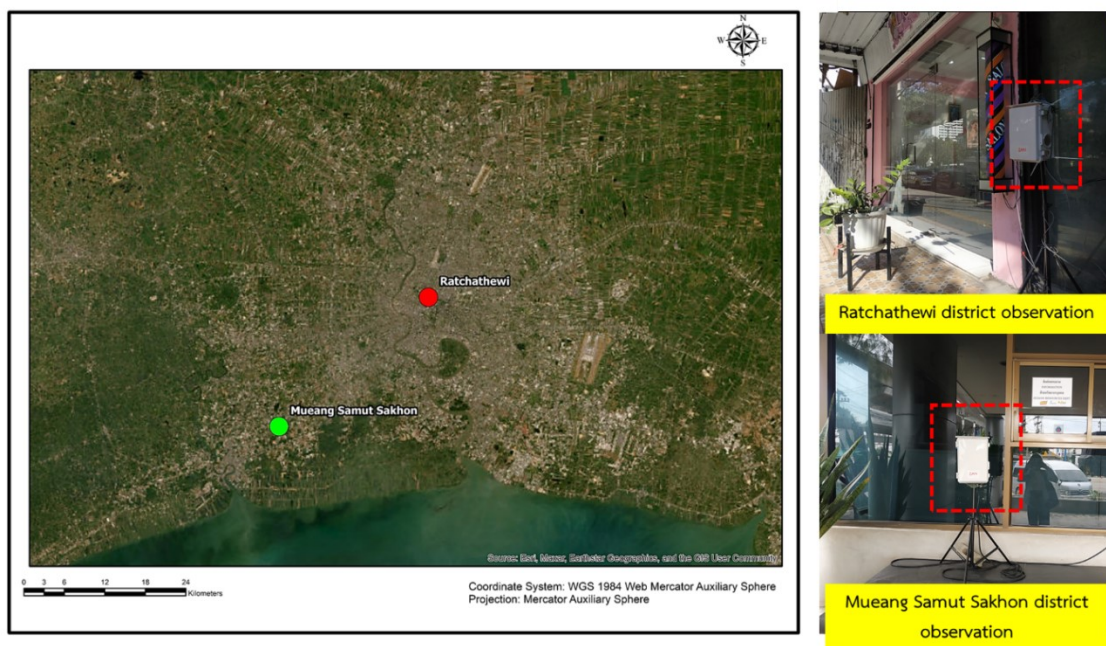 N
W
E
S
Ratchathewi
Mueang Samut Sakhon
Source: Esri, Maxar, Earthstar Geographics, and the GIS User Community
0 3 6 12 18 24
Kilometers
Coordinate System: WGS 1984 Web Mercator Auxiliary Sphere
Projection: Mercator Auxiliary Sphere
Ratchathewi district observation
Mueang Samut Sakhon district
observation